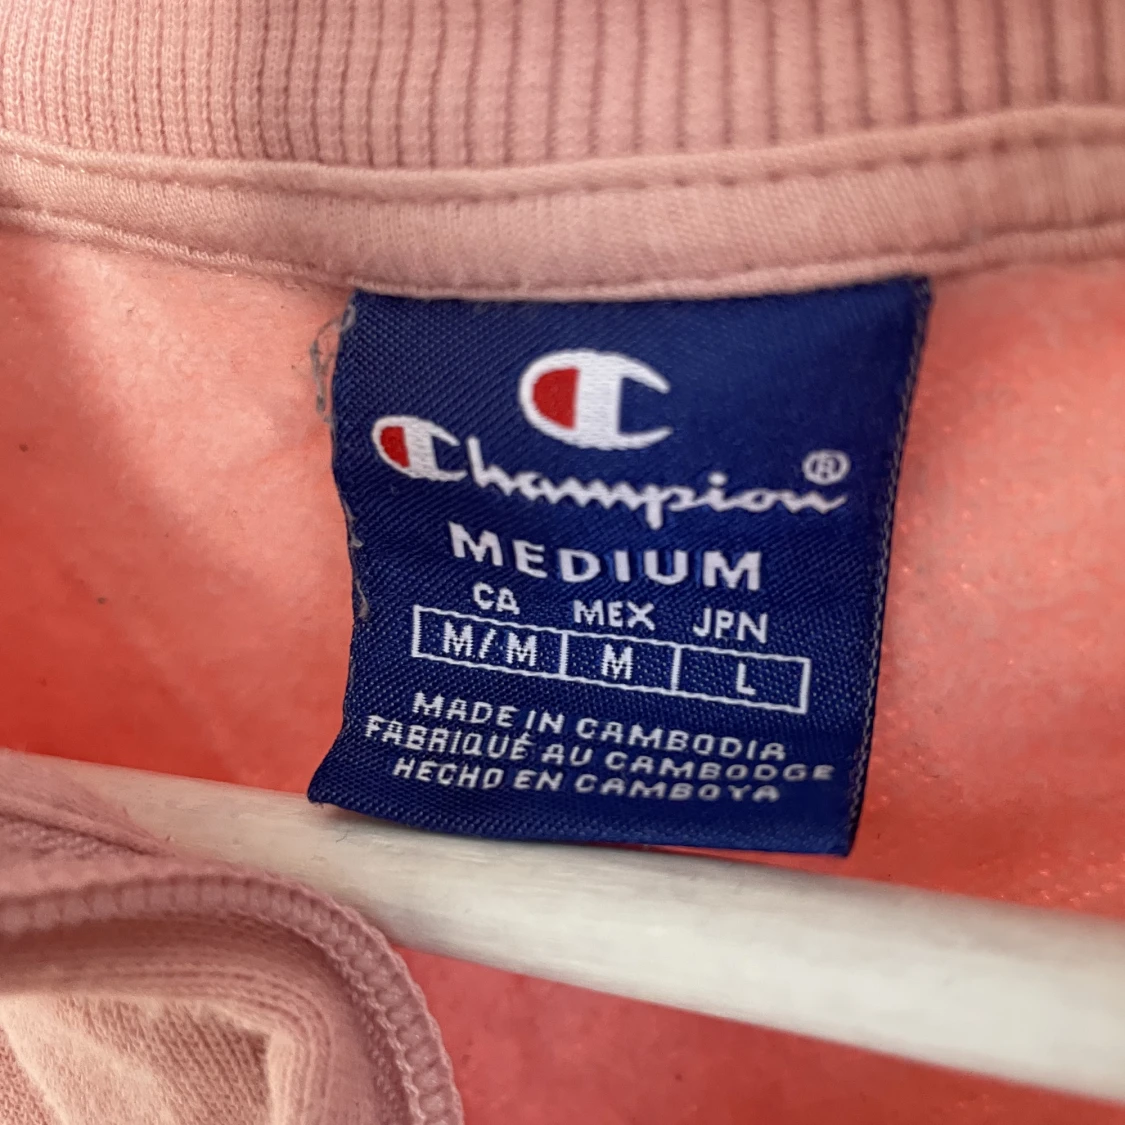 Champion®
MEDIUM
CA MEX JPN
M/M M L
MADE IN CAMBODIA
FABRIQUÉ AU CAMBODGE
HECHO EN CAMBOYA